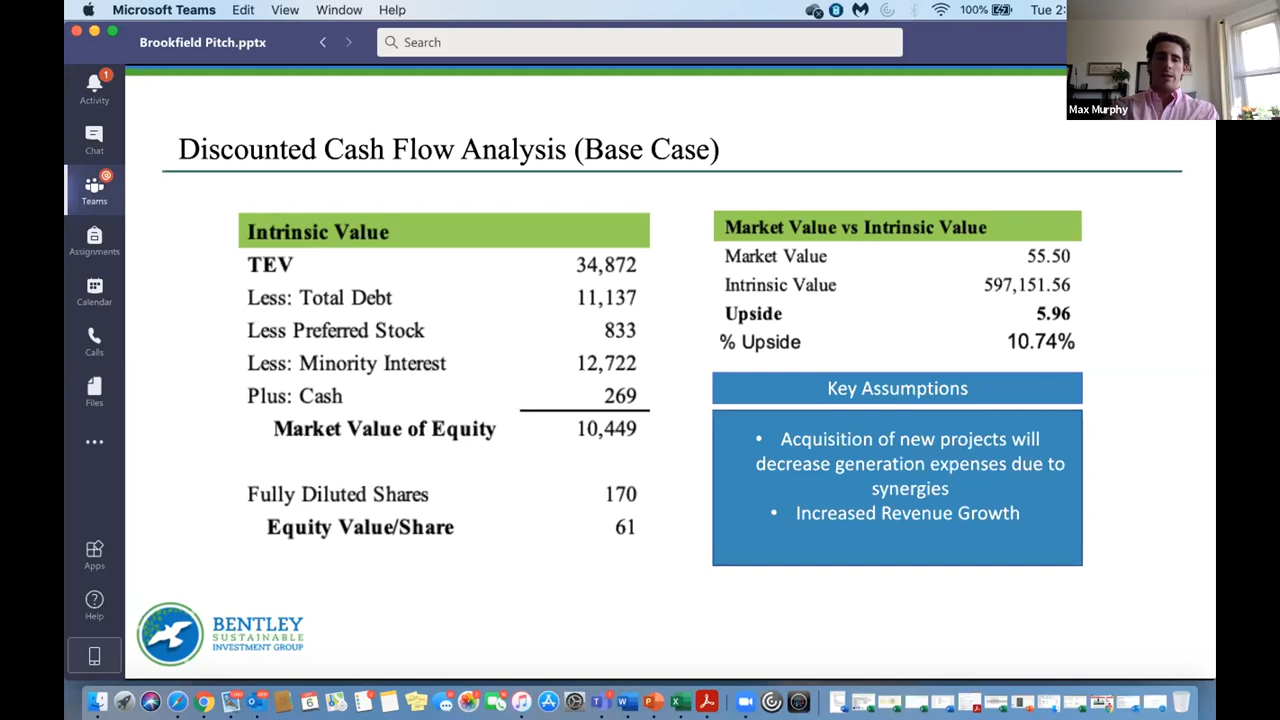 Microsoft Teams Edit View Window Help
100% Tue 2:
Brookfield Pitch.pptx
Search
Max Murphy
1
Activity
Chat
Teams
Assignments
Calendar
Calls
Files
Apps
Help
Discounted Cash Flow Analysis (Base Case)
Intrinsic Value
TEV 34,872
Less: Total Debt 11,137
Less Preferred Stock 833
Less: Minority Interest 12,722
Plus: Cash 269
Market Value of Equity 10,449
Fully Diluted Shares 170
Equity Value/Share 61
Market Value vs Intrinsic Value
Market Value 55.50
Intrinsic Value 597,151.56
Upside 5.96
% Upside 10.74%
Key Assumptions
• Acquisition of new projects will
decrease generation expenses due to
synergies
• Increased Revenue Growth
BENTLEY
SUSTAINABLE
INVESTMENT GROUP